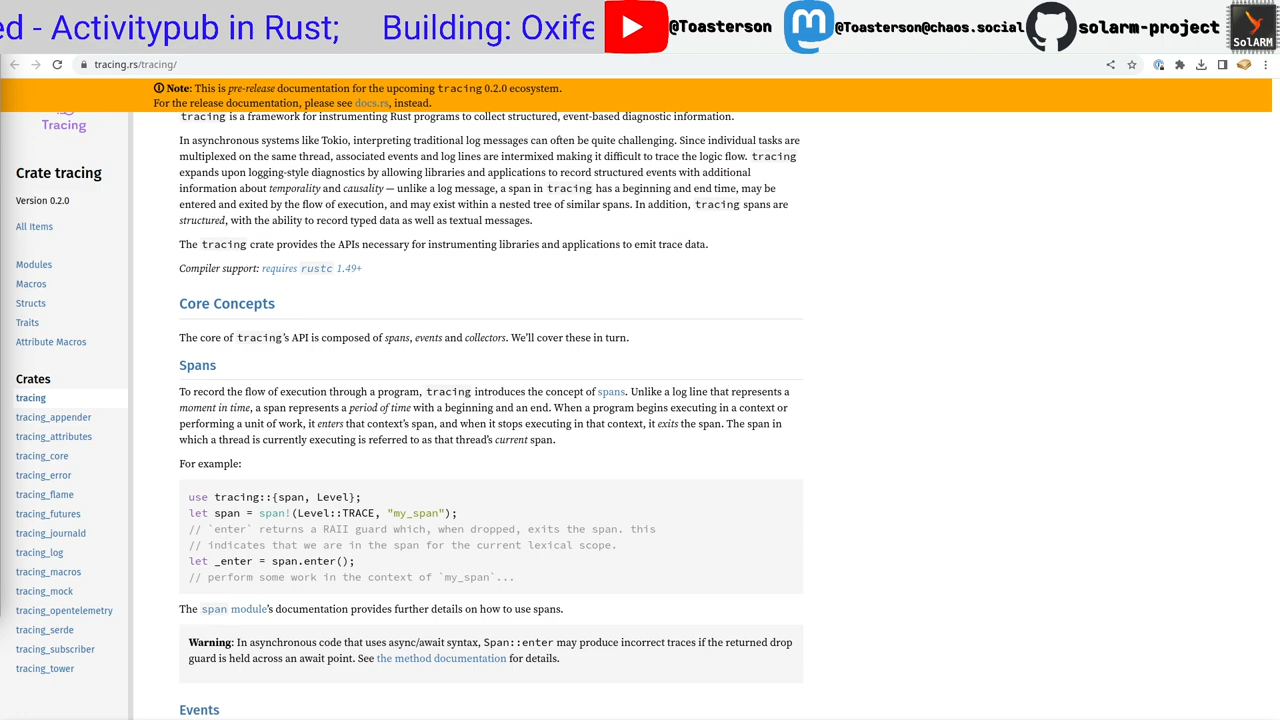 ed - Activitypub in Rust;
Building: Oxife
@Toasterson
@Toasterson@chaos.social
solarm-project
SolARM
tracing.rs/tracing/
Note: This is pre-release documentation for the upcoming tracing 0.2.0 ecosystem.
For the release documentation, please see docs.rs, instead.
Tracing
Crate tracing
Version 0.2.0
All Items
Modules
Macros
Structs
Traits
Attribute Macros
Crates
tracing
tracing_appender
tracing_attributes
tracing_core
tracing_error
tracing_flame
tracing_futures
tracing_journald
tracing_log
tracing_macros
tracing_mock
tracing_opentelemetry
tracing_serde
tracing_subscriber
tracing_tower
tracing is a framework for instrumenting Rust programs to collect structured, event-based diagnostic information.
In asynchronous systems like Tokio, interpreting traditional log messages can often be quite challenging. Since individual tasks are
multiplexed on the same thread, associated events and log lines are intermixed making it difficult to trace the logic flow. tracing
expands upon logging-style diagnostics by allowing libraries and applications to record structured events with additional
information about temporality and causality — unlike a log message, a span in tracing has a beginning and end time, may be
entered and exited by the flow of execution, and may exist within a nested tree of similar spans. In addition, tracing spans are
structured, with the ability to record typed data as well as textual messages.
The tracing crate provides the APIs necessary for instrumenting libraries and applications to emit trace data.
Compiler support: requires rustc 1.49+
Core Concepts
The core of tracing’s API is composed of spans, events and collectors. We’ll cover these in turn.
Spans
To record the flow of execution through a program, tracing introduces the concept of spans. Unlike a log line that represents a
moment in time, a span represents a period of time with a beginning and an end. When a program begins executing in a context or
performing a unit of work, it enters that context’s span, and when it stops executing in that context, it exits the span. The span in
which a thread is currently executing is referred to as that thread’s current span.
For example:
use tracing::{span, Level};
let span = span!(Level::TRACE, "my_span");
// `enter` returns a RAII guard which, when dropped, exits the span. this
// indicates that we are in the span for the current lexical scope.
let _enter = span.enter();
// perform some work in the context of `my_span`...
The span module’s documentation provides further details on how to use spans.
Warning: In asynchronous code that uses async/await syntax, Span::enter may produce incorrect traces if the returned drop
guard is held across an await point. See the method documentation for details.
Events